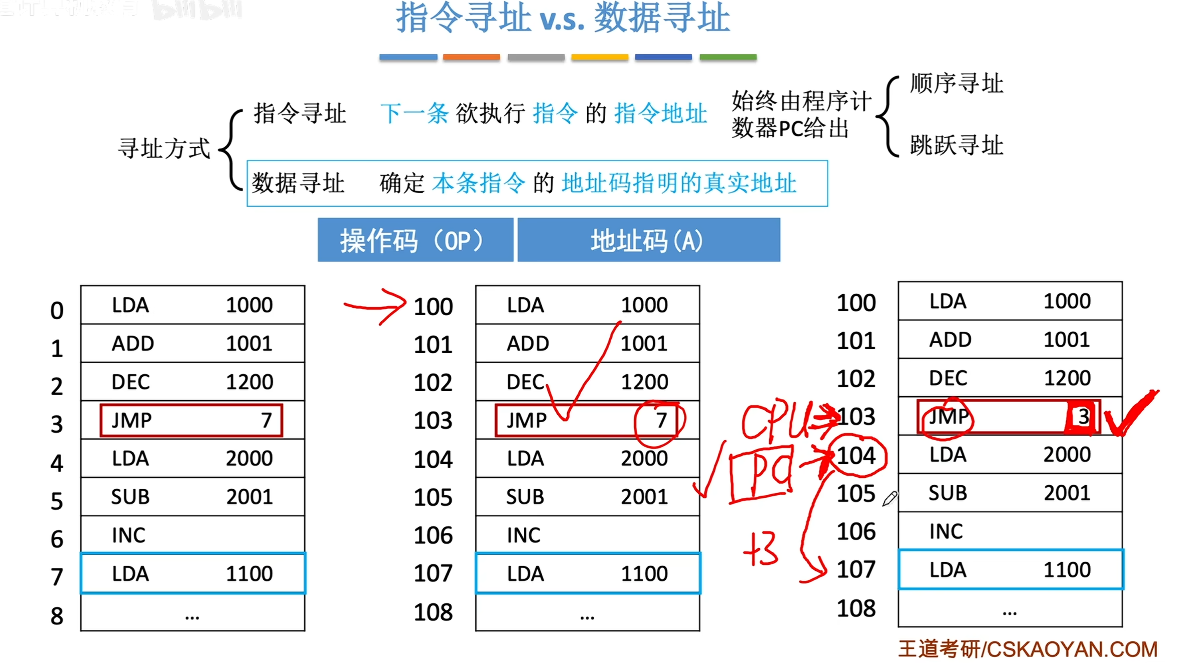 指令寻址 v.s. 数据寻址
寻址方式
指令寻址 下一条 欲执行 指令 的 指令地址
始终由程序计
数器PC给出
顺序寻址
跳跃寻址
数据寻址 确定 本条指令 的 地址码指明的真实地址
操作码（OP） 地址码(A)
0 LDA 1000
1 ADD 1001
2 DEC 1200
3 JMP 7
4 LDA 2000
5 SUB 2001
6 INC
7 LDA 1100
8 ...
100 LDA 1000
101 ADD 1001
102 DEC 1200
103 JMP 7
104 LDA 2000
105 SUB 2001
106 INC
107 LDA 1100
108 ...
CPU
PC
+3
100 LDA 1000
101 ADD 1001
102 DEC 1200
103 JMP 3
104 LDA 2000
105 SUB 2001
106 INC
107 LDA 1100
108 ...
王道考研/CSKAOYAN.COM